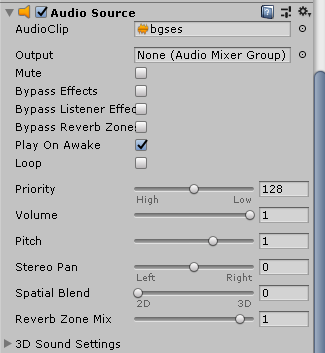 Audio Source
AudioClip bgses
Output None (Audio Mixer Group)
Mute
Bypass Effects
Bypass Listener Effec
Bypass Reverb Zone
Play On Awake
Loop
Priority 128
High Low
Volume 1
Pitch 1
Stereo Pan 0
Left Right
Spatial Blend 0
2D 3D
Reverb Zone Mix 1
3D Sound Settings